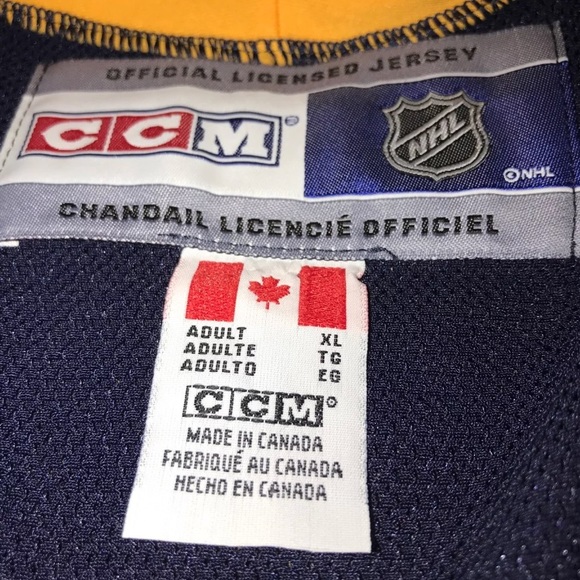 OFFICIAL LICENSED JERSEY
CCM® NHL
©NHL
CHANDAIL LICENCIÉ OFFICIEL
ADULT XL
ADULTE TG
ADULTO EG
CCM®
MADE IN CANADA
FABRIQUÉ AU CANADA
HECHO EN CANADA